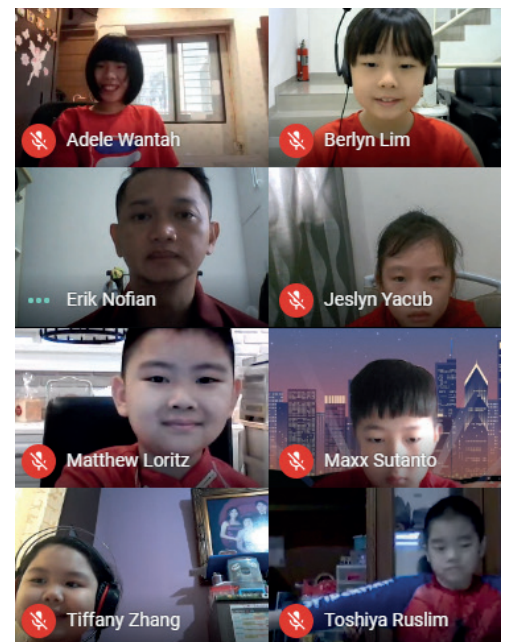 Adele Wantah
Berlyn Lim
Erik Nofian
Jeslyn Yacub
Matthew Loritz
Maxx Sutanto
Tiffany Zhang
Toshiya Ruslim